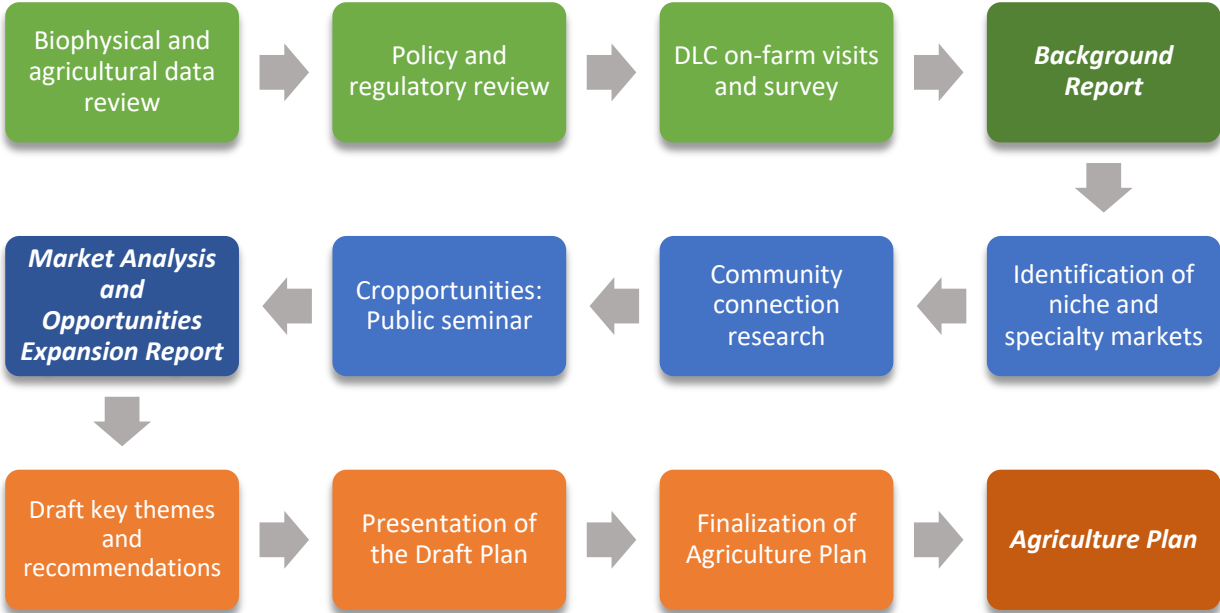 Biophysical and
agricultural data
review
Policy and
regulatory review
DLC on-farm visits
and survey
Background
Report
Identification of
niche and
specialty markets
Community
connection
research
Cropportunities:
Public seminar
Market Analysis
and
Opportunities
Expansion Report
Draft key themes
and
recommendations
Presentation of
the Draft Plan
Finalization of
Agriculture Plan
Agriculture Plan